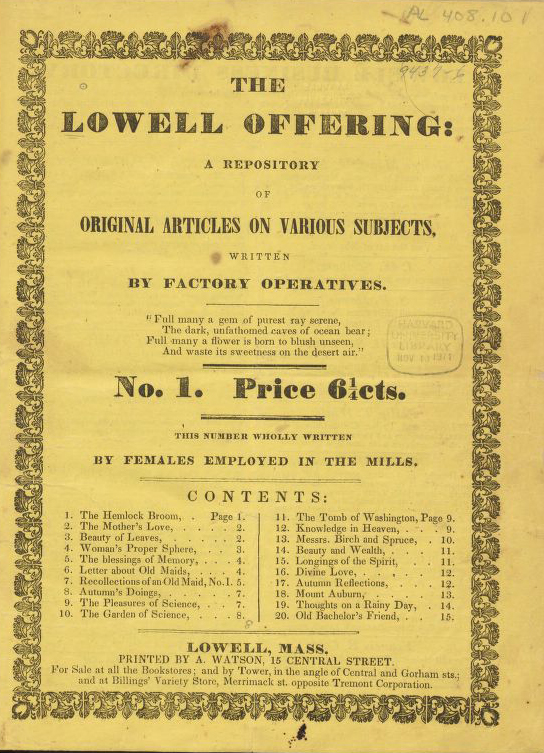 AL 408.10
9437-6
THE
LOWELL OFFERING:
A REPOSITORY
OF
ORIGINAL ARTICLES ON VARIOUS SUBJECTS,
WRITTEN
BY FACTORY OPERATIVES.
"Full many a gem of purest ray serene,
The dark, unfathomed caves of ocean bear;
Full many a flower is born to blush unseen,
And waste its sweetness on the desert air."
No. 1. Price 6¼cts.
THIS NUMBER WHOLLY WRITTEN
BY FEMALES EMPLOYED IN THE MILLS.
CONTENTS:
1. The Hemlock Broom, . Page 1.
2. The Mother's Love, . . . . . 2.
3. Beauty of Leaves, . . . . . 2.
4. Woman's Proper Sphere, . . . 3.
5. The blessings of Memory, . . . 4.
6. Letter about Old Maids, . . . 4.
7. Recollections of an Old Maid, No. 1. 5.
8. Autumn's Doings, . . . . . 7.
9. The Pleasures of Science, . . . 7.
10. The Garden of Science, . . . 8.
11. The Tomb of Washington, Page 9.
12. Knowledge in Heaven, . . . 9.
13. Messrs. Birch and Spruce, . . 10.
14. Beauty and Wealth, . . . . 11.
15. Longings of the Spirit, . . . 11.
16. Divine Love, . . . . . 12.
17. Autumn Reflections, . . . . 12.
18. Mount Auburn, . . . . . 13.
19. Thoughts on a Rainy Day, . . 14.
20. Old Bachelor's Friend, . . . 15.
LOWELL, MASS.
PRINTED BY A. WATSON, 15 CENTRAL STREET.
For Sale at all the Bookstores; and by Tower, in the angle of Central and Gorham sts.;
and at Billings' Variety Store, Merrimack st. opposite Tremont Corporation.